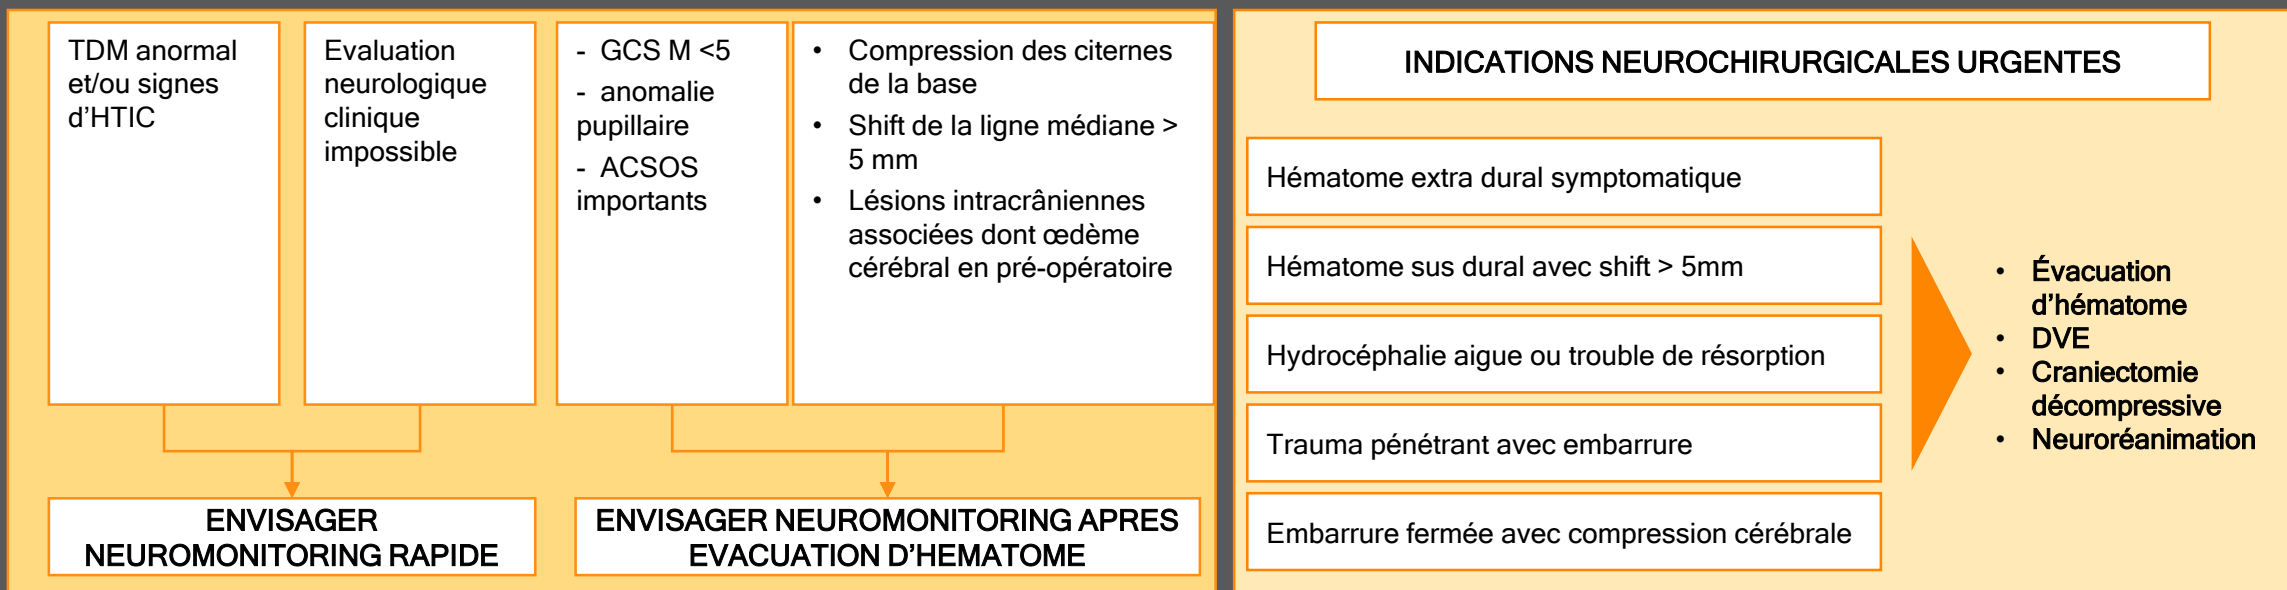 TDM anormal
et/ou signes
d’HTIC
Evaluation
neurologique
clinique
impossible
- GCS M <5
- anomalie
pupillaire
- ACSOS
importants
• Compression des citernes
de la base
• Shift de la ligne médiane >
5 mm
• Lésions intracrâniennes
associées dont œdème
cérébral en pré-opératoire
ENVISAGER
NEUROMONITORING RAPIDE
ENVISAGER NEUROMONITORING APRES
EVACUATION D’HEMATOME
INDICATIONS NEUROCHIRURGICALES URGENTES
Hématome extra dural symptomatique
Hématome sus dural avec shift > 5mm
Hydrocéphalie aigue ou trouble de résorption
Trauma pénétrant avec embarrure
Embarrure fermée avec compression cérébrale
• Évacuation
d’hématome
• DVE
• Craniectomie
décompressive
• Neuroréanimation